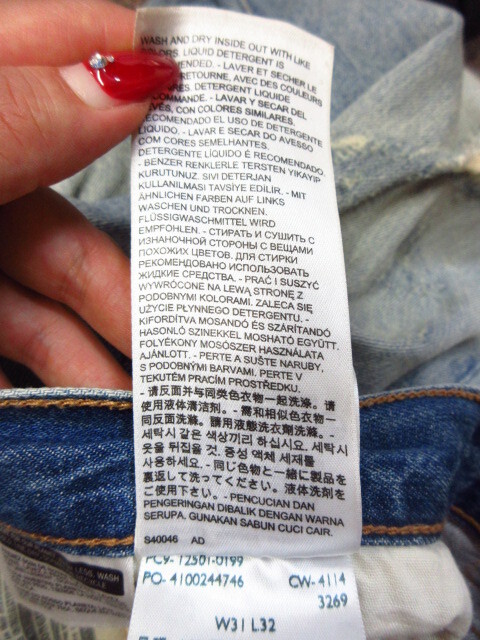 WASH AND DRY INSIDE OUT WITH LIKE
COLORS. LIQUID DETERGENT IS
RECOMMENDED. - LAVER ET SECHER LE
RETOURNE, AVEC DES COULEURS
DETERGENT LIQUIDE
COMMANDE. - LAVAR Y SECAR DEL
REVÉS, CON COLORES SIMILARES.
RECOMENDADO EL USO DE DETERGENTE
LÍQUIDO. - LAVAR E SECAR DO AVESSO
COM CORES SEMELHANTES.
DETERGENTE LÍQUIDO É RECOMENDADO.
- BENZER RENKLERLE TERSTEN YIKAYIP
KURUTUNUZ. SIVI DETERJAN
KULLANILMASI TAVSİYE EDİLİR. - MIT
ÄHNLICHEN FARBEN AUF LINKS
WASCHEN UND TROCKNEN.
FLÜSSIGWASCHMITTEL WIRD
EMPFOHLEN. - СТИРАТЬ И СУШИТЬ С
ИЗНАНОЧНОЙ СТОРОНЫ С ВЕЩАМИ
ПОХОЖИХ ЦВЕТОВ. ДЛЯ СТИРКИ
РЕКОМЕНДОВАНО ИСПОЛЬЗОВАТЬ
ЖИДКИЕ СРЕДСТВА. - PRAĆ I SUSZYĆ
WYWRÓCONE NA LEWĄ STRONĘ Z
PODOBNYMI KOLORAMI. ZALECA SIĘ
UŻYCIE PŁYNNEGO DETERGENTU. -
KIFORDÍTVA MOSANDÓ ÉS SZÁRÍTANDÓ
HASONLÓ SZINEKKEL MOSHATÓ EGYÜTT.
FOLYÉKONY MOSÓSZER HASZNÁLATA
AJÁNLOTT. - PERTE A SUŠTE NARUBY,
S PODOBNÝMI BARVAMI. PERTE V
TEKUTÉM PRACÍM PROSTŘEDKU.
- 请反面并与同类色衣物一起洗涤。请
使用液体清洁剂。- 需和相似色衣物一
同反面洗滌。請用液態洗衣劑洗滌。-
세탁시 같은 색상끼리 하십시요. 세탁시
옷을 뒤집을 것. 중성 액체 세제를
사용하세요. - 同じ色物と一緒に製品を
裏返して洗ってください。液体洗剤を
ご使用下さい。- PENCUCIAN DAN
PENGERINGAN DIBALIK DENGAN WARNA
SERUPA. GUNAKAN SABUN CUCI CAIR.
S40046 AD
PC9- 12501-0199
PO- 4100244746 CW- 4114
3269
W31 L32